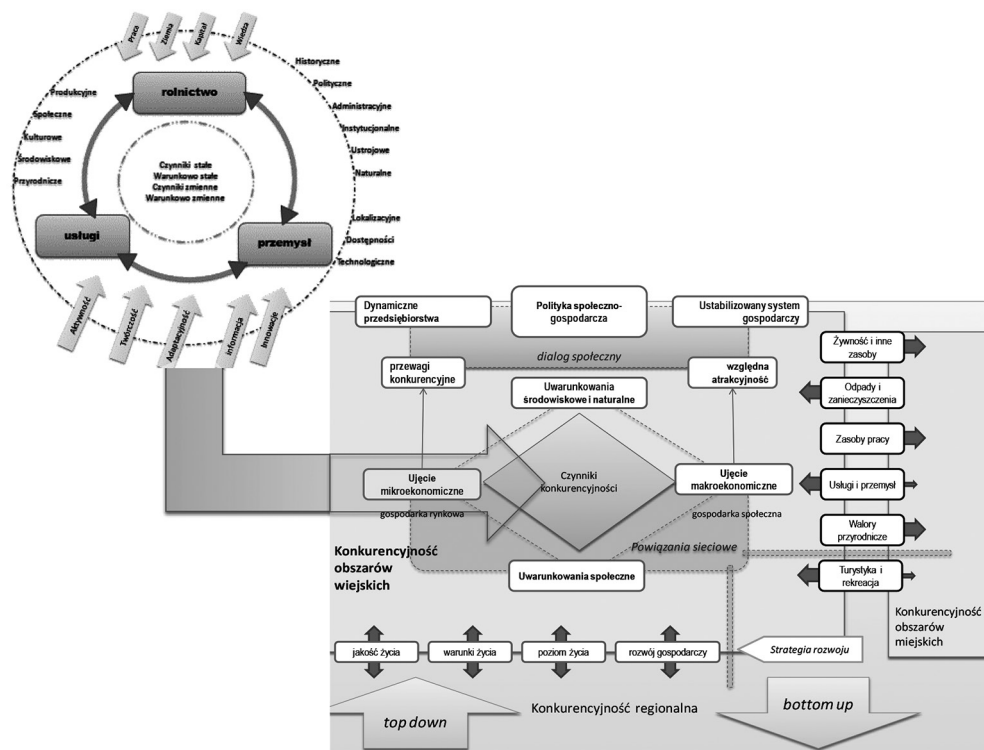 Praca
Ziemia
Kapitał
Wiedza
Historyczne
Polityczne
Administracyjne
Instytucjonalne
Ustrojowe
Naturalne
Lokalizacyjne
Dostępności
Technologiczne
Produkcyjne
Społeczne
Kulturowe
Środowiskowe
Przyrodnicze
rolnictwo
Czynniki stałe
Warunkowo stałe
Czynniki zmienne
Warunkowo zmienne
usługi
przemysł
Aktywność
Twórczość
Adaptacyjność
informacja
Innowacje
Dynamiczne
przedsiębiorstwa
Polityka społeczno-
gospodarcza
Ustabilizowany system
gospodarczy
dialog społeczny
przewagi
konkurencyjne
względna
atrakcyjność
Uwarunkowania
środowiskowe i naturalne
Ujęcie
mikroekonomiczne
Czynniki
konkurencyjności
Ujęcie
makroekonomiczne
gospodarka rynkowa
gospodarka społeczna
Powiązania sieciowe
Uwarunkowania społeczne
Konkurencyjność
obszarów
wiejskich
Żywność i inne
zasoby
Odpady i
zanieczyszczenia
Zasoby pracy
Usługi i przemysł
Walory
przyrodnicze
Turystyka i
rekreacja
Konkurencyjność
obszarów
miejskich
jakość życia
warunki życia
poziom życia
rozwój gospodarczy
Strategia rozwoju
top down
Konkurencyjność regionalna
bottom up